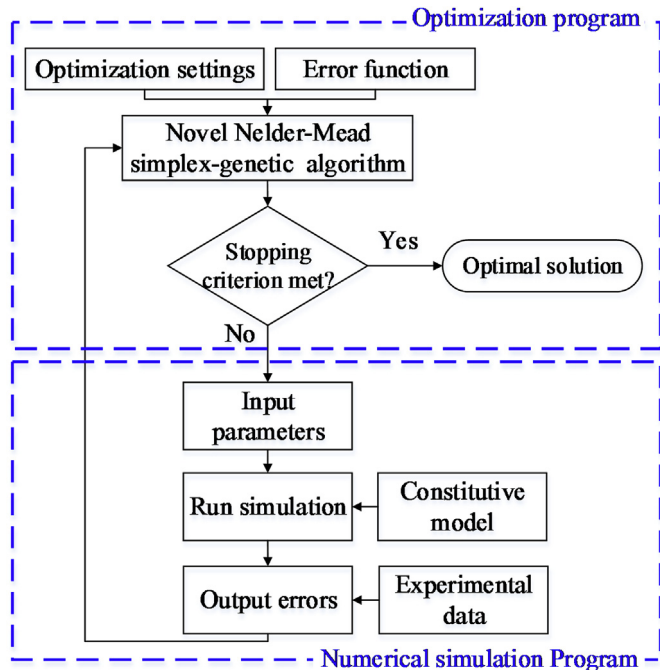 Optimization program
Optimization settings
Error function
Novel Nelder-Mead
simplex-genetic algorithm
Stopping
criterion met?
Yes
Optimal solution
No
Input
parameters
Run simulation
Constitutive
model
Output errors
Experimental
data
Numerical simulation Program